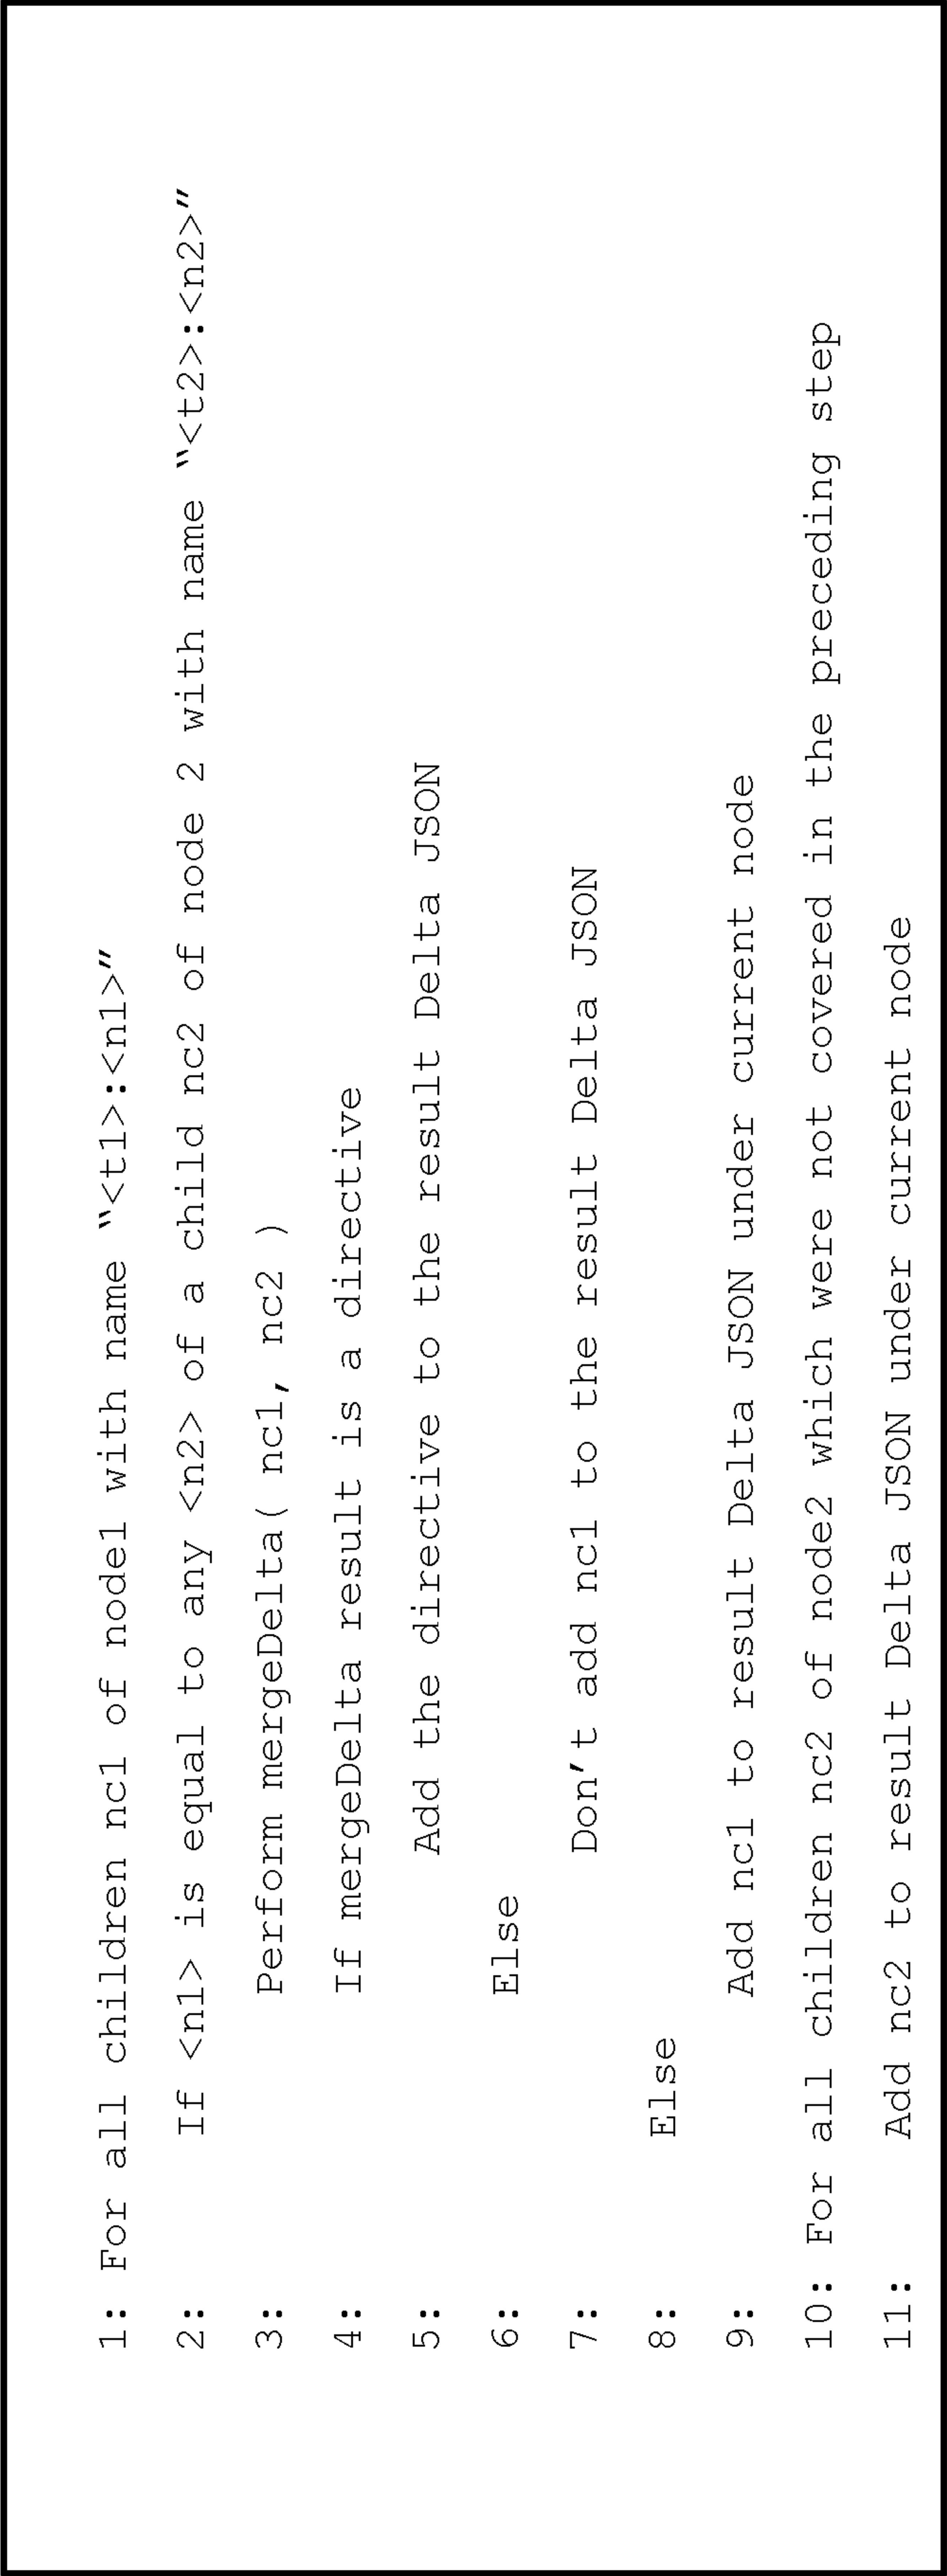 1: For all children nc1 of node1 with name “<t1>:<n1>”
2:     If <n1> is equal to any <n2> of a child nc2 of node 2 with name “<t2>:<n2>”
3:         Perform mergeDelta( nc1, nc2 )
4:         If mergeDelta result is a directive
5:             Add the directive to the result Delta JSON
6:         Else
7:             Don’t add nc1 to the result Delta JSON
8:     Else
9:         Add nc1 to result Delta JSON under current node
10: For all children nc2 of node2 which were not covered in the preceding step
11:     Add nc2 to result Delta JSON under current node